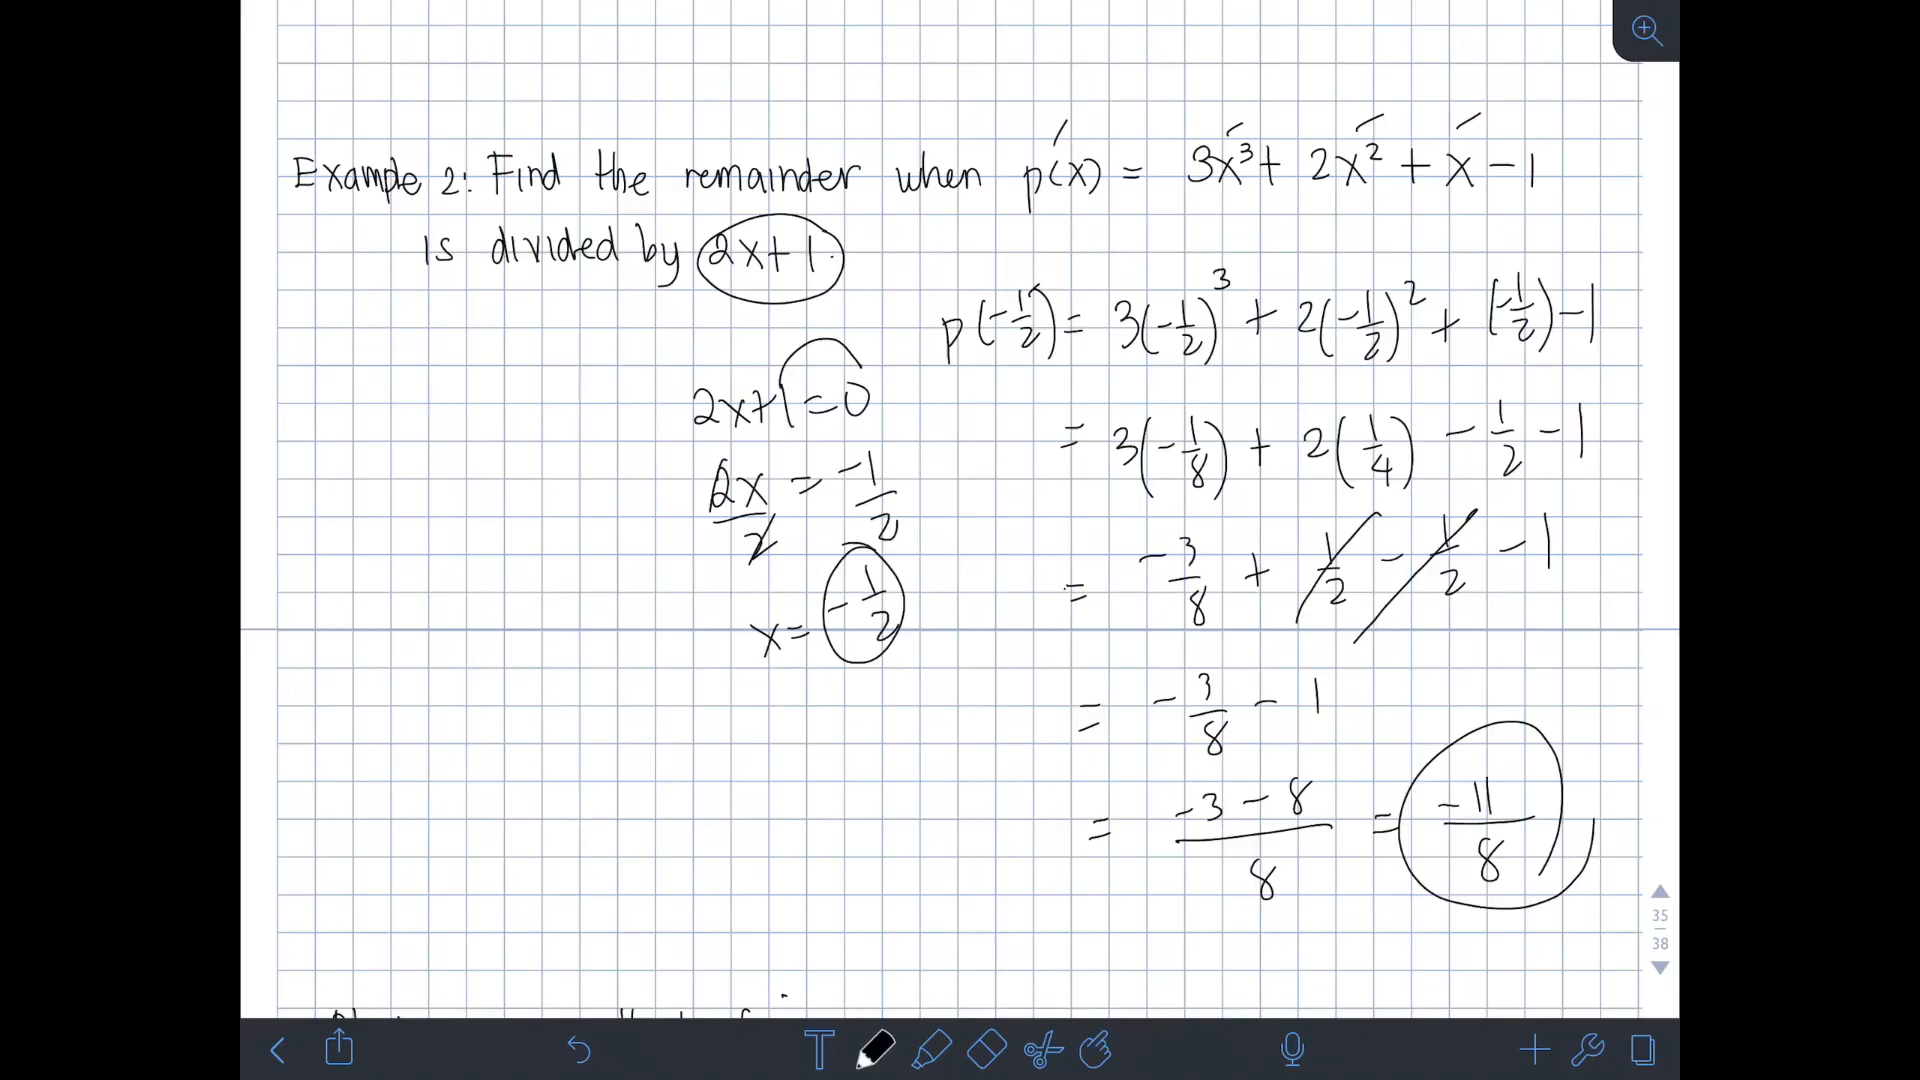 Example 2: Find the remainder when p(x) = 3x³ + 2x² + x - 1
is divided by 2x+1.
2x+1=0
2x/2 = -1/2
x = -1/2
p(-1/2) = 3(-1/2)³ + 2(-1/2)² + (-1/2) - 1
= 3(-1/8) + 2(1/4) - 1/2 - 1
= -3/8 + 1/2 - 1/2 - 1
= -3/8 - 1
= (-3 - 8)/8 = -11/8
35
38
T